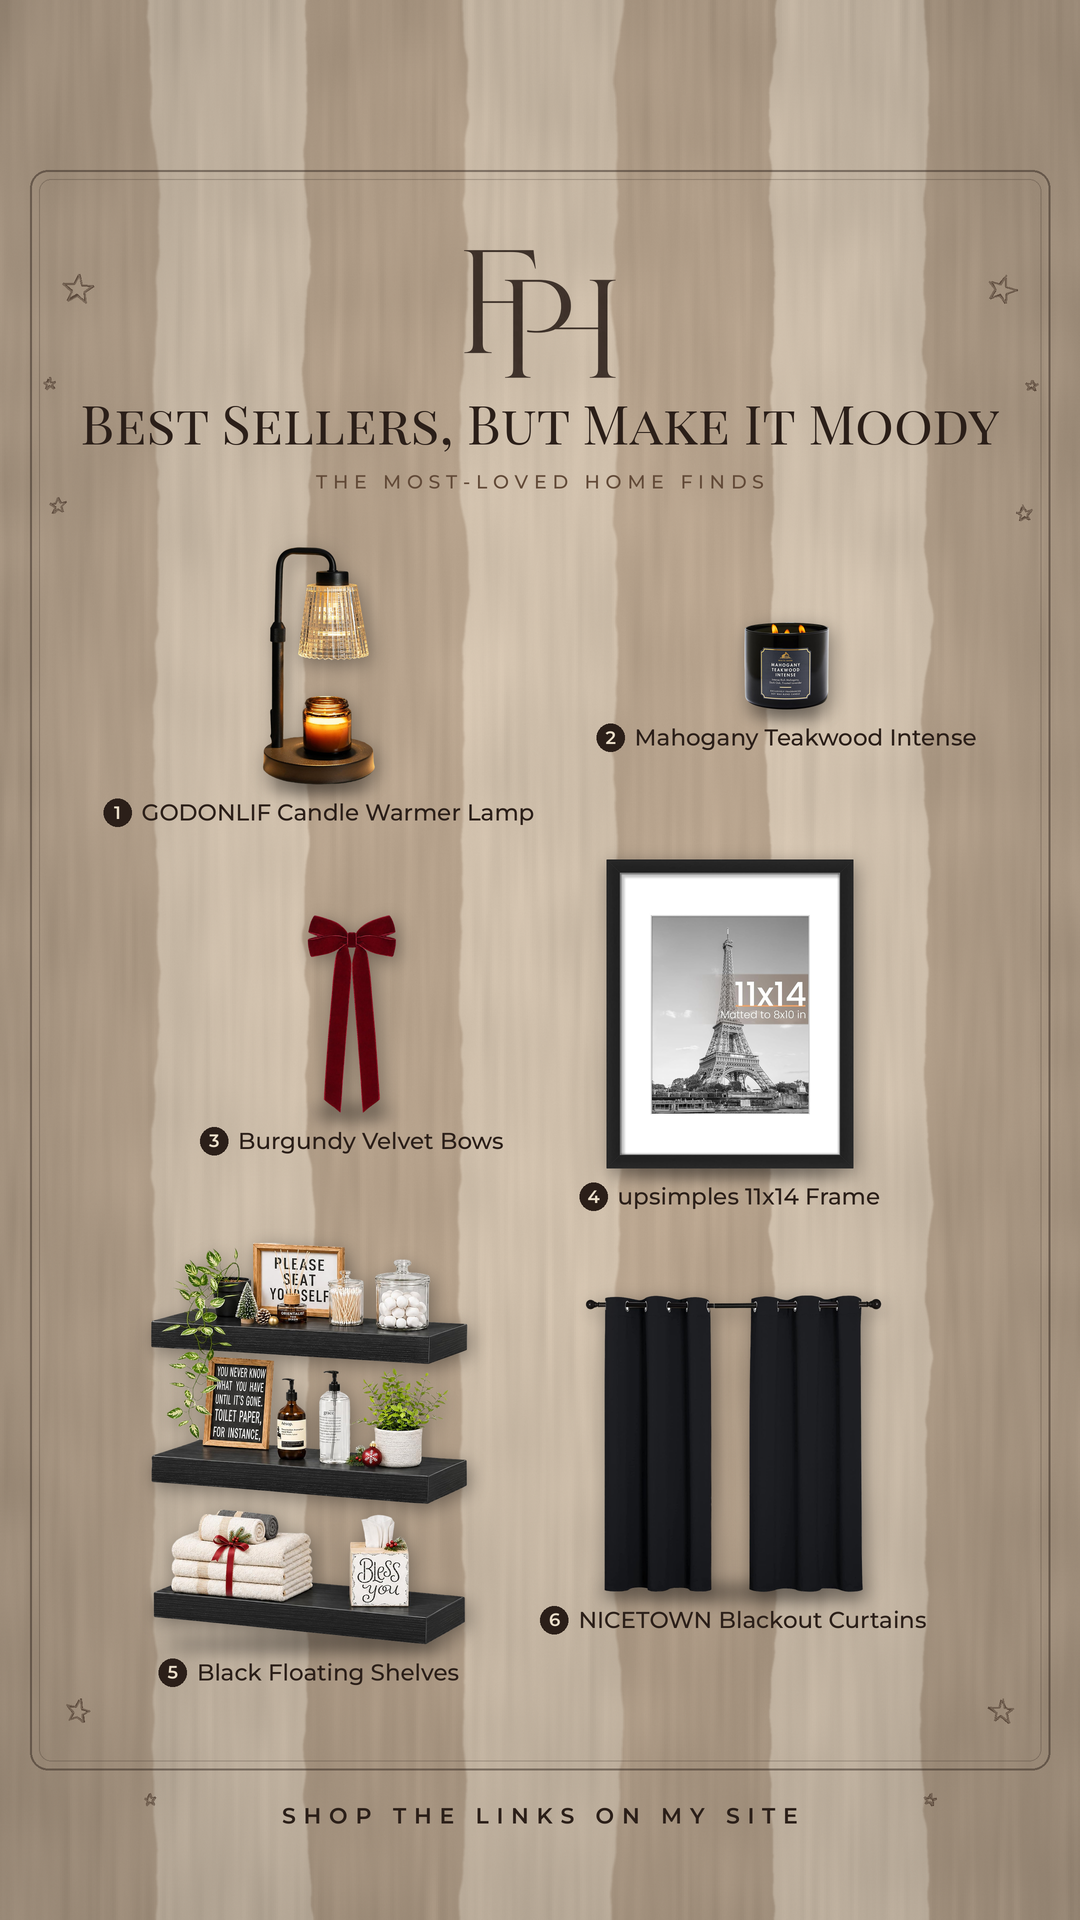 FPH
BEST SELLERS, BUT MAKE IT MOODY
THE MOST-LOVED HOME FINDS
MAHOGANY
TEAKWOOD
INTENSE
1 GODONLIF Candle Warmer Lamp
2 Mahogany Teakwood Intense
11x14
Matted to 8x10 in
3 Burgundy Velvet Bows
4 upsimples 11x14 Frame
PLEASE
SEAT
YOURSELF
YOU NEVER KNOW
WHAT YOU HAVE
UNTIL IT'S GONE.
TOILET PAPER,
FOR INSTANCE,
Bless
you
5 Black Floating Shelves
6 NICETOWN Blackout Curtains
SHOP THE LINKS ON MY SITE